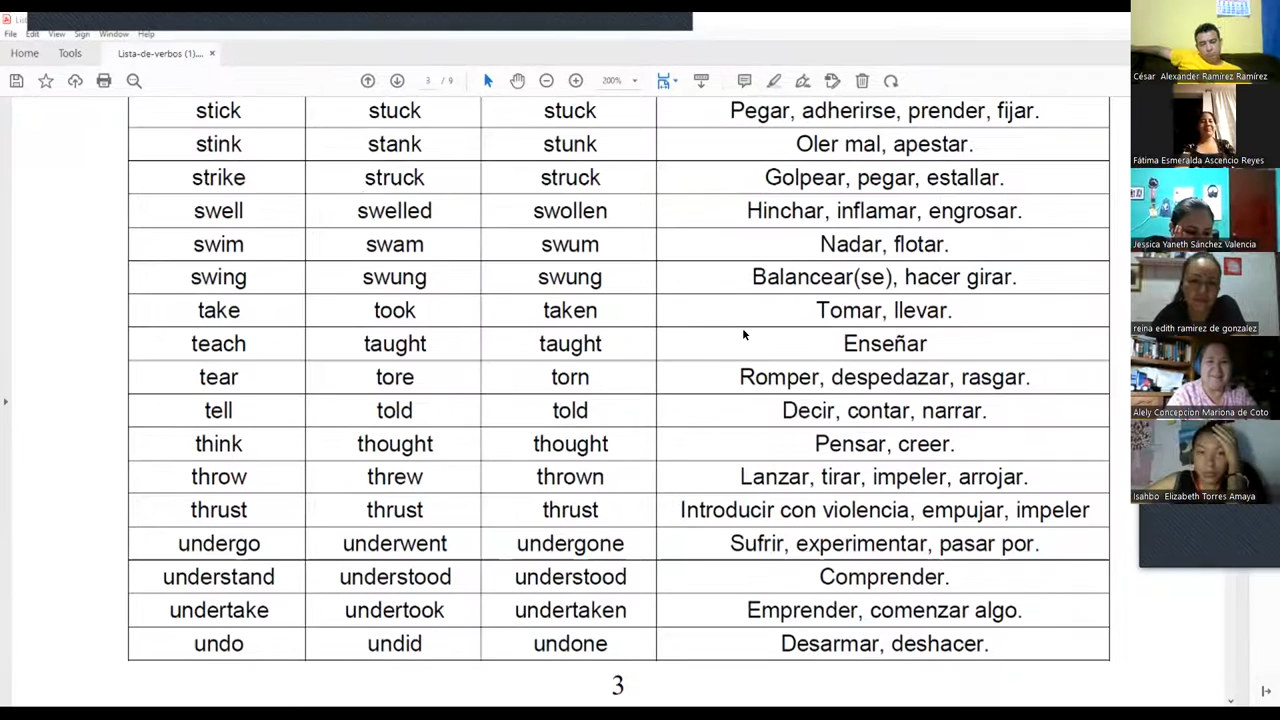 File Edit View Sign Window Help
Home Tools Lista-de-verbos (1).... ×
3 / 9 200%
stick stuck stuck Pegar, adherirse, prender, fijar.
stink stank stunk Oler mal, apestar.
strike struck struck Golpear, pegar, estallar.
swell swelled swollen Hinchar, inflamar, engrosar.
swim swam swum Nadar, flotar.
swing swung swung Balancear(se), hacer girar.
take took taken Tomar, llevar.
teach taught taught Enseñar
tear tore torn Romper, despedazar, rasgar.
tell told told Decir, contar, narrar.
think thought thought Pensar, creer.
throw threw thrown Lanzar, tirar, impeler, arrojar.
thrust thrust thrust Introducir con violencia, empujar, impeler
undergo underwent undergone Sufrir, experimentar, pasar por.
understand understood understood Comprender.
undertake undertook undertaken Emprender, comenzar algo.
undo undid undone Desarmar, deshacer.
3
César Alexander Ramírez Ramírez
Fátima Esmeralda Ascencio Reyes
Jessica Yaneth Sánchez Valencia
reina edith ramirez de gonzalez
Alely Concepcion Mariona de Coto
Isahbo Elizabeth Torres Amaya